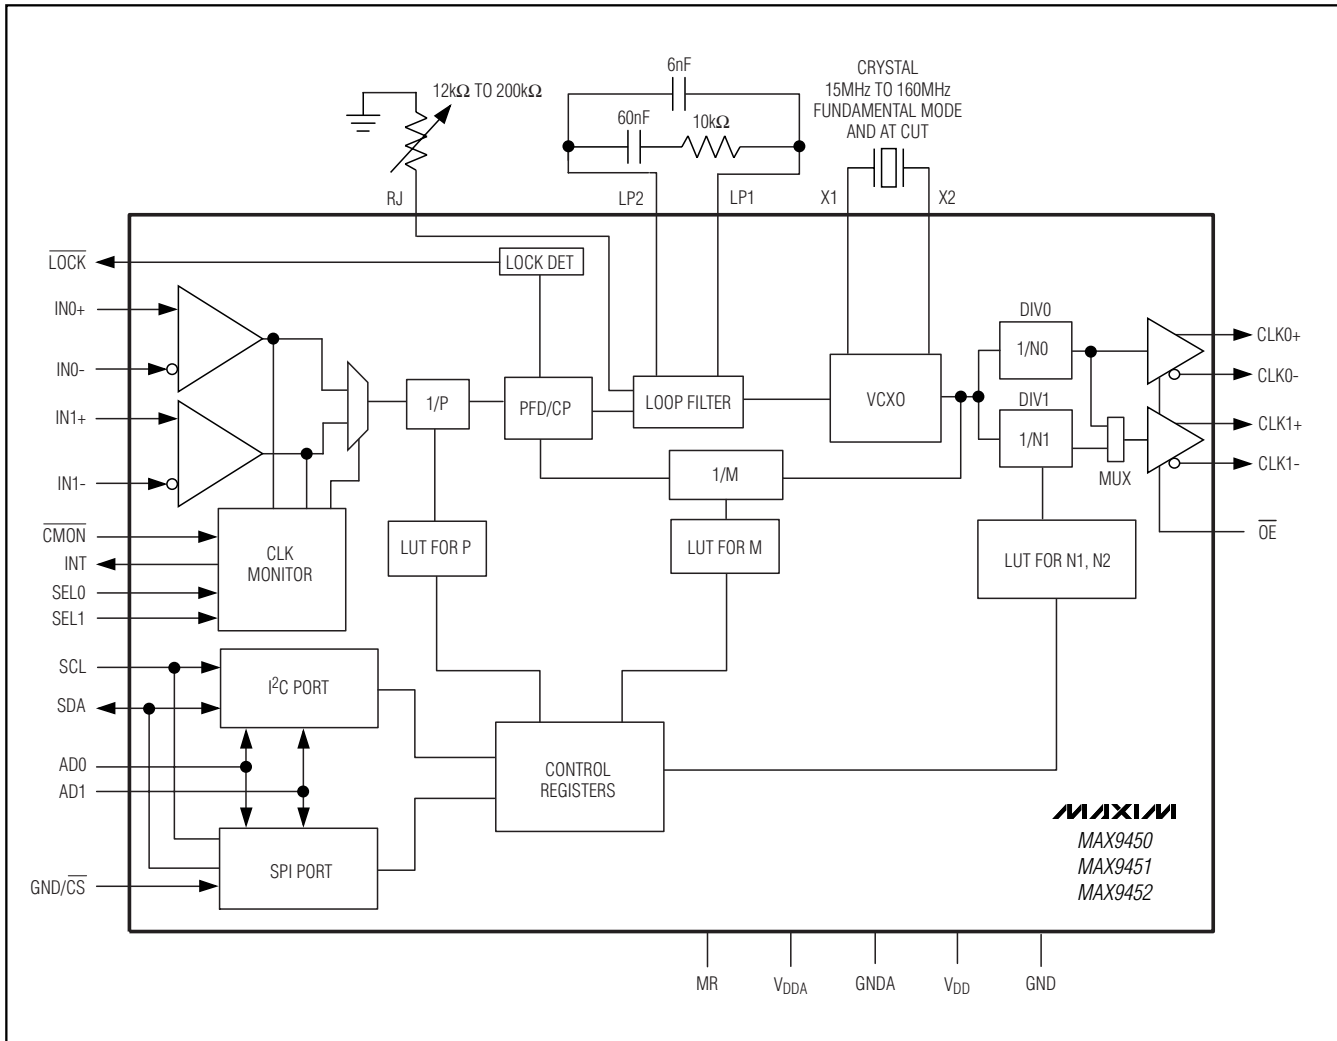 6nF
CRYSTAL
15MHz TO 160MHz
FUNDAMENTAL MODE
AND AT CUT
12kΩ TO 200kΩ
60nF
10kΩ
RJ
LP2
LP1
X1
X2
LOCK
LOCK DET
IN0+
DIV0
CLK0+
1/N0
IN0-
CLK0-
1/P
PFD/CP
LOOP FILTER
VCXO
DIV1
IN1+
CLK1+
1/N1
CLK1-
IN1-
1/M
MUX
CMON
OE
INT
CLK
MONITOR
LUT FOR P
LUT FOR M
LUT FOR N1, N2
SEL0
SEL1
SCL
I²C PORT
SDA
AD0
CONTROL
REGISTERS
AD1
MAXIM
MAX9450
MAX9451
MAX9452
SPI PORT
GND/CS
MR
VDDA
GNDA
VDD
GND